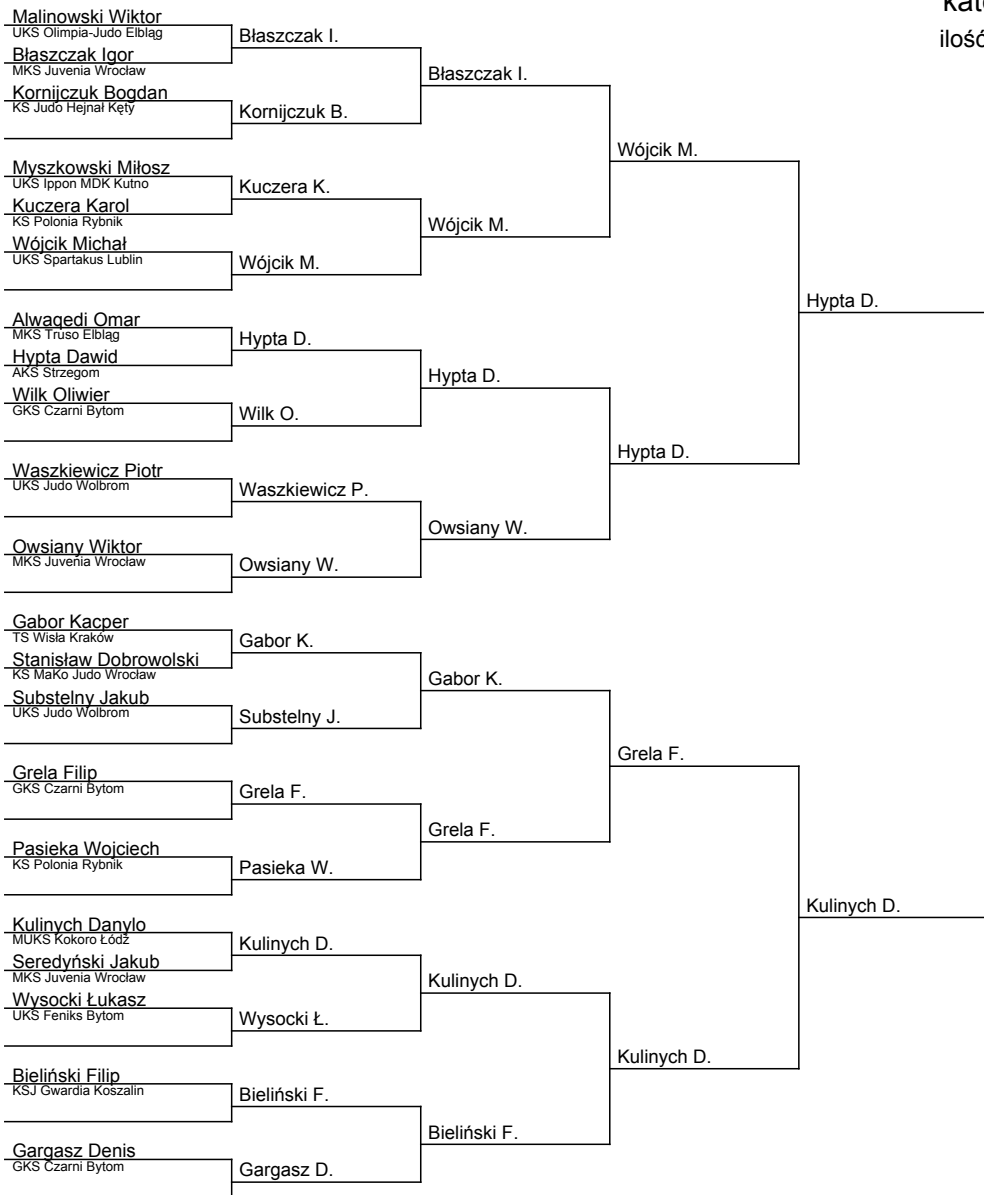 kate
ilość
Malinowski Wiktor
UKS Olimpia-Judo Elbląg
Błaszczak I.
Błaszczak Igor
MKS Juvenia Wrocław
Błaszczak I.
Kornijczuk Bogdan
KS Judo Hejnał Kęty
Kornijczuk B.
Wójcik M.
Myszkowski Miłosz
UKS Ippon MDK Kutno
Kuczera K.
Kuczera Karol
KS Polonia Rybnik
Wójcik M.
Wójcik Michał
UKS Spartakus Lublin
Wójcik M.
Hypta D.
Alwaqedi Omar
MKS Truso Elbląg
Hypta D.
Hypta Dawid
AKS Strzegom
Hypta D.
Wilk Oliwier
GKS Czarni Bytom
Wilk O.
Hypta D.
Waszkiewicz Piotr
UKS Judo Wolbrom
Waszkiewicz P.
Owsiany W.
Owsiany Wiktor
MKS Juvenia Wrocław
Owsiany W.
Gabor Kacper
TS Wisła Kraków
Gabor K.
Stanisław Dobrowolski
KS MaKo Judo Wrocław
Gabor K.
Substelny Jakub
UKS Judo Wolbrom
Substelny J.
Grela F.
Grela Filip
GKS Czarni Bytom
Grela F.
Grela F.
Pasieka Wojciech
KS Polonia Rybnik
Pasieka W.
Kulinych D.
Kulinych Danylo
MUKS Kokoro Łódź
Kulinych D.
Seredyński Jakub
MKS Juvenia Wrocław
Kulinych D.
Wysocki Łukasz
UKS Feniks Bytom
Wysocki Ł.
Kulinych D.
Bieliński Filip
KSJ Gwardia Koszalin
Bieliński F.
Bieliński F.
Gargasz Denis
GKS Czarni Bytom
Gargasz D.